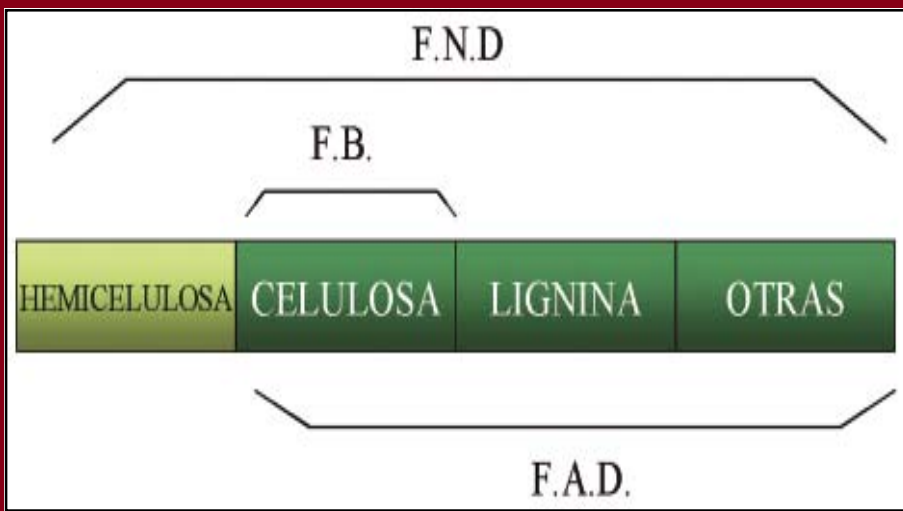 F.N.D
F.B.
HEMICELULOSA CELULOSA LIGNINA OTRAS
F.A.D.